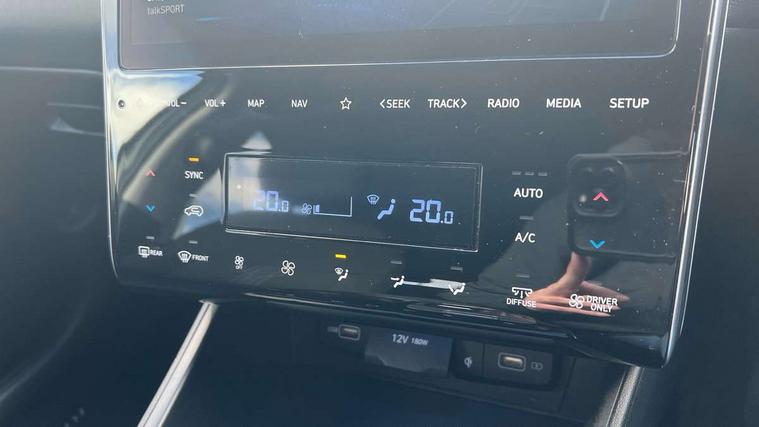 talkSPORT
VOL- VOL+ MAP NAV <SEEK TRACK> RADIO MEDIA SETUP
SYNC AUTO
20.0 20.0
A/C
REAR FRONT OFF
DIFFUSE DRIVER ONLY
12V 180W